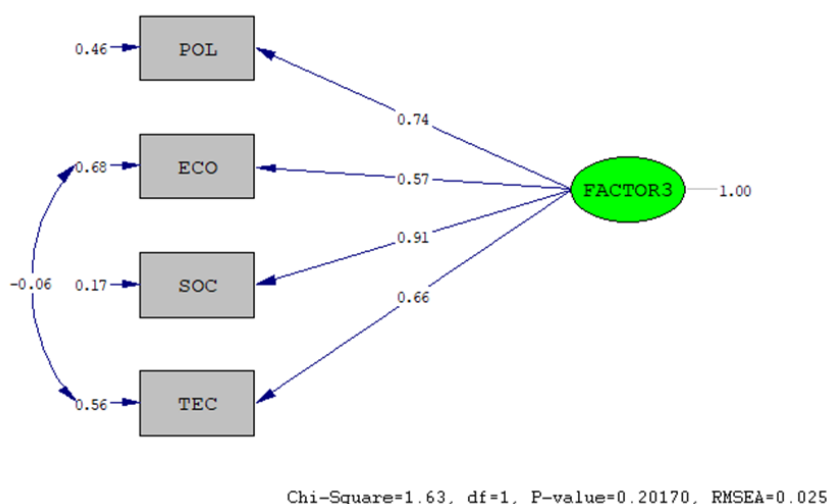 0.46 POL
0.74
0.68 ECO
0.57
FACTOR3 1.00
0.91
-0.06
0.17 SOC
0.66
0.56 TEC
Chi-Square=1.63, df=1, P-value=0.20170, RMSEA=0.025